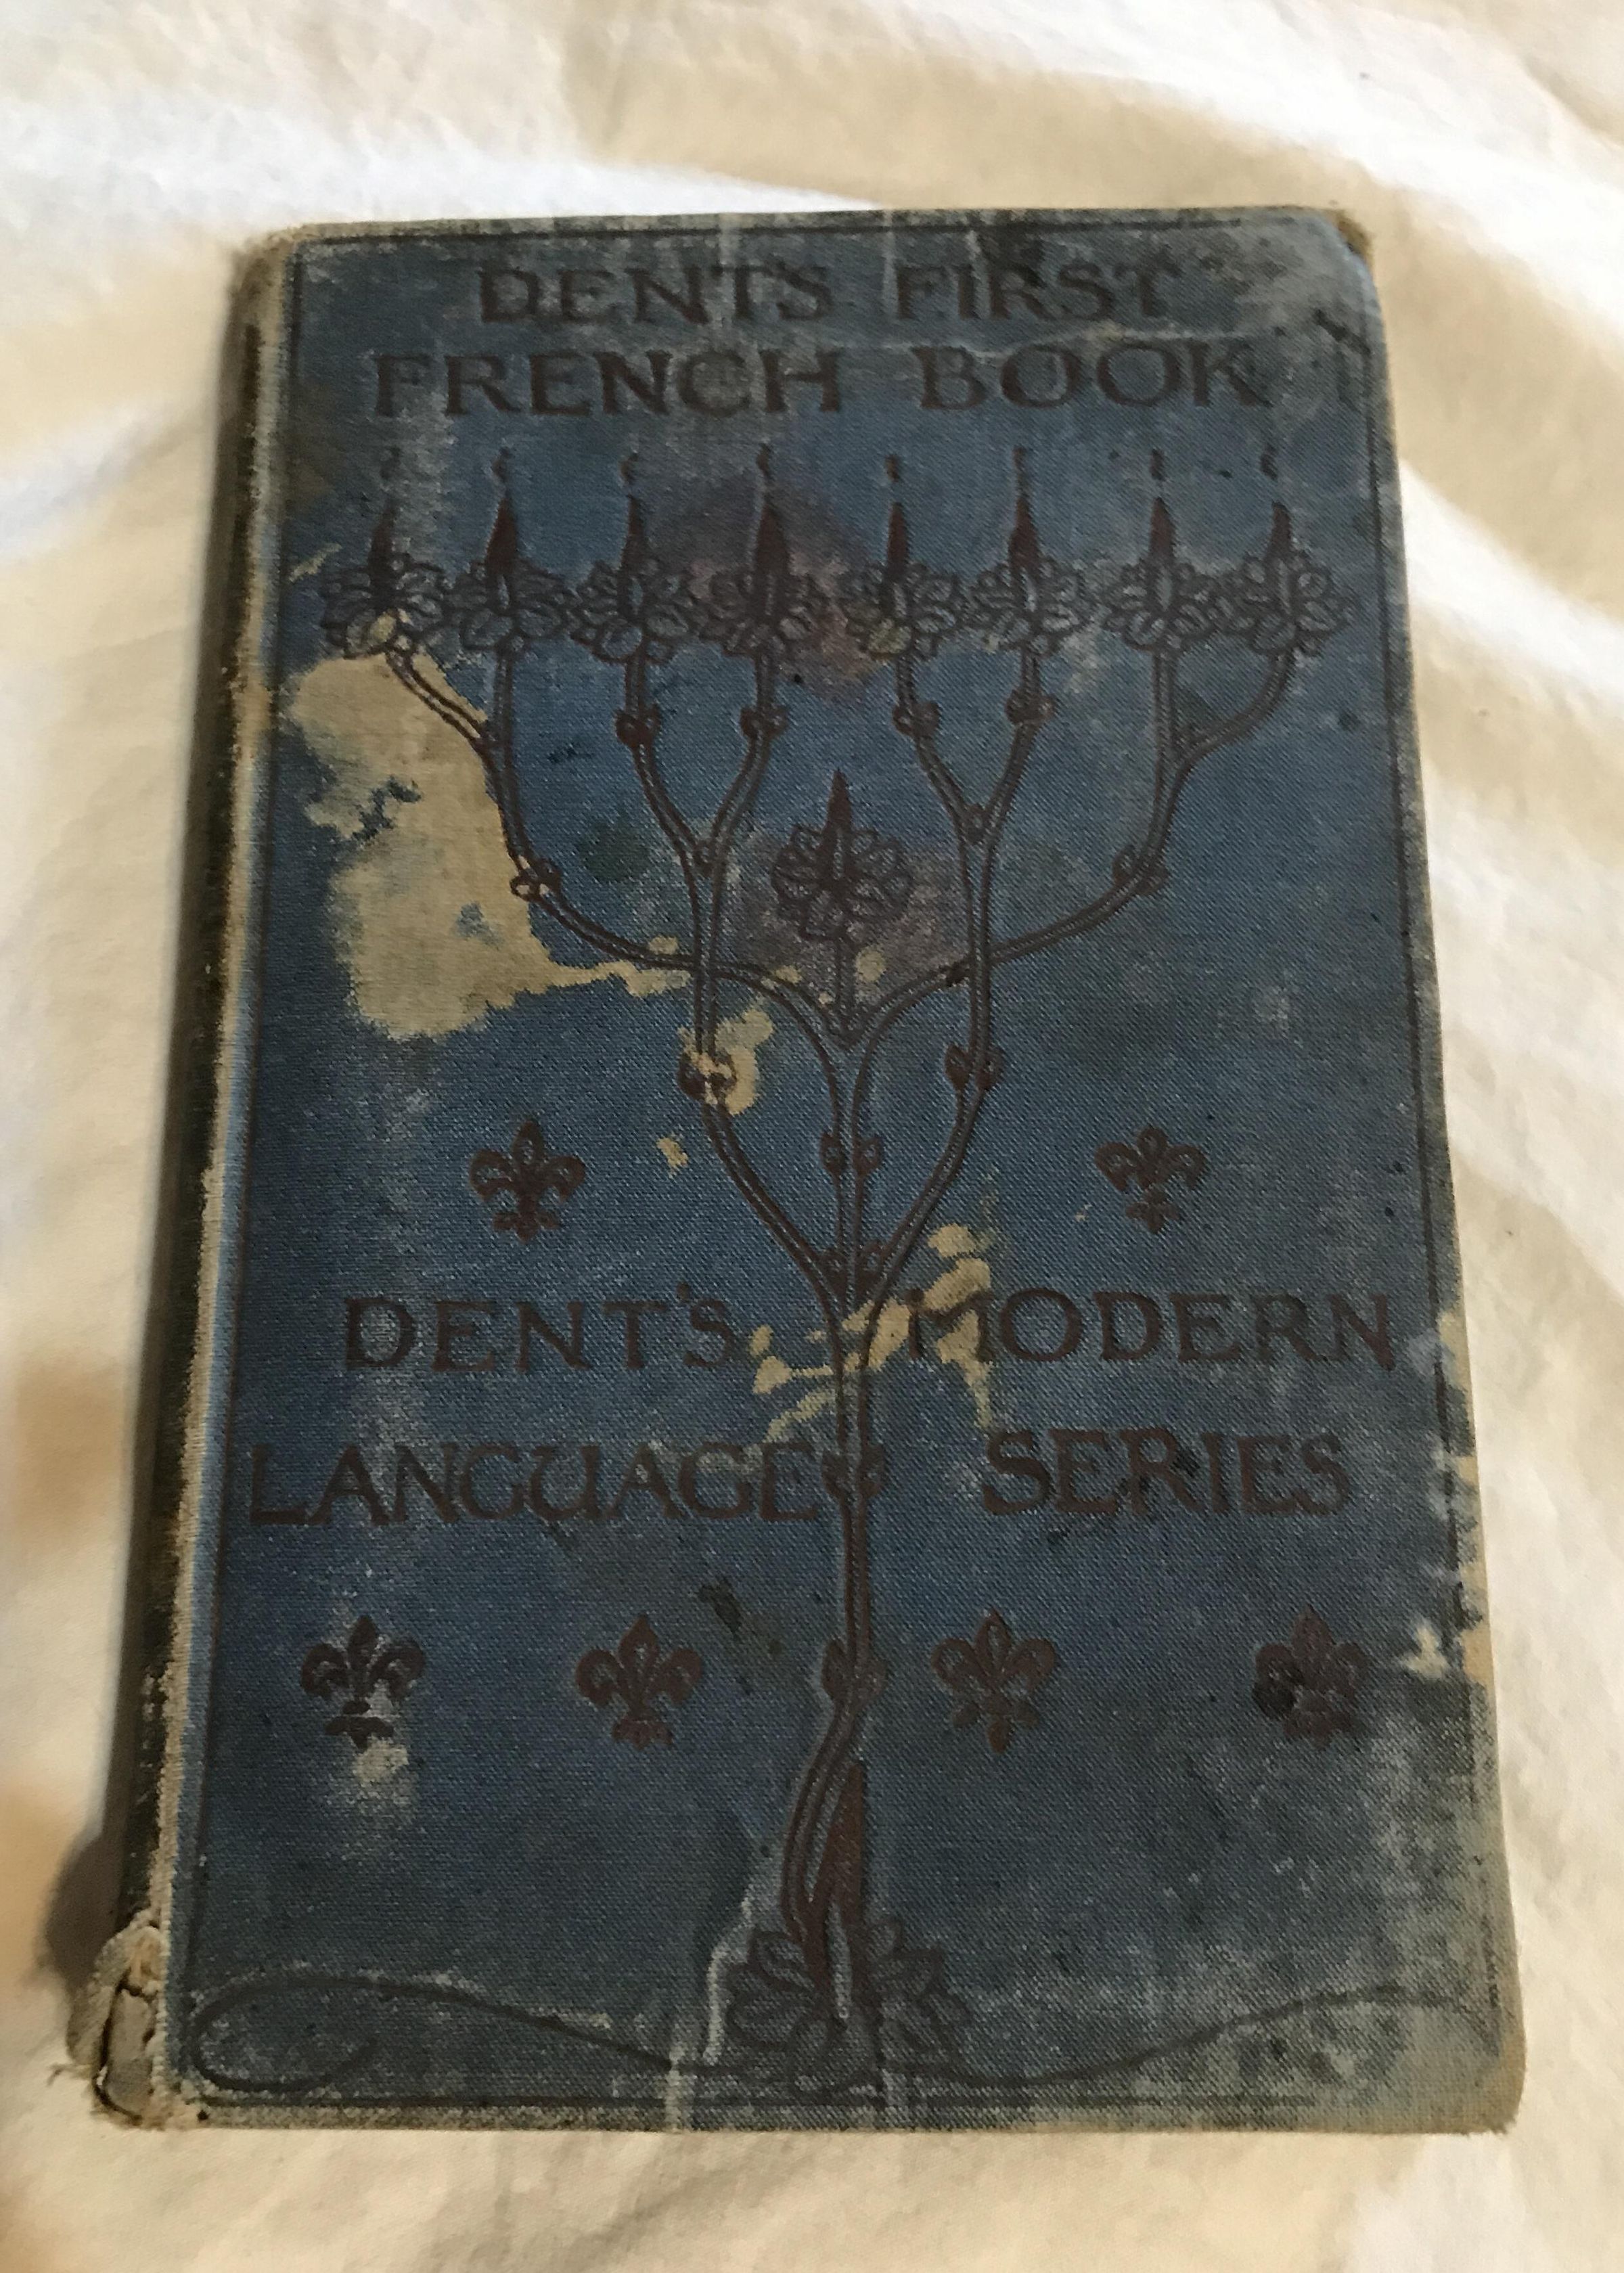 DENT'S FIRST
FRENCH BOOK
DENT'S MODERN
LANGUAGE SERIES